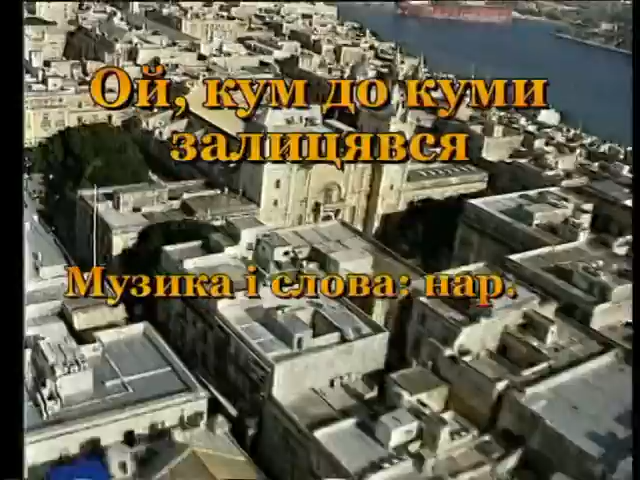 Ой, кум до куми
залицявся
Музика і слова: нар.